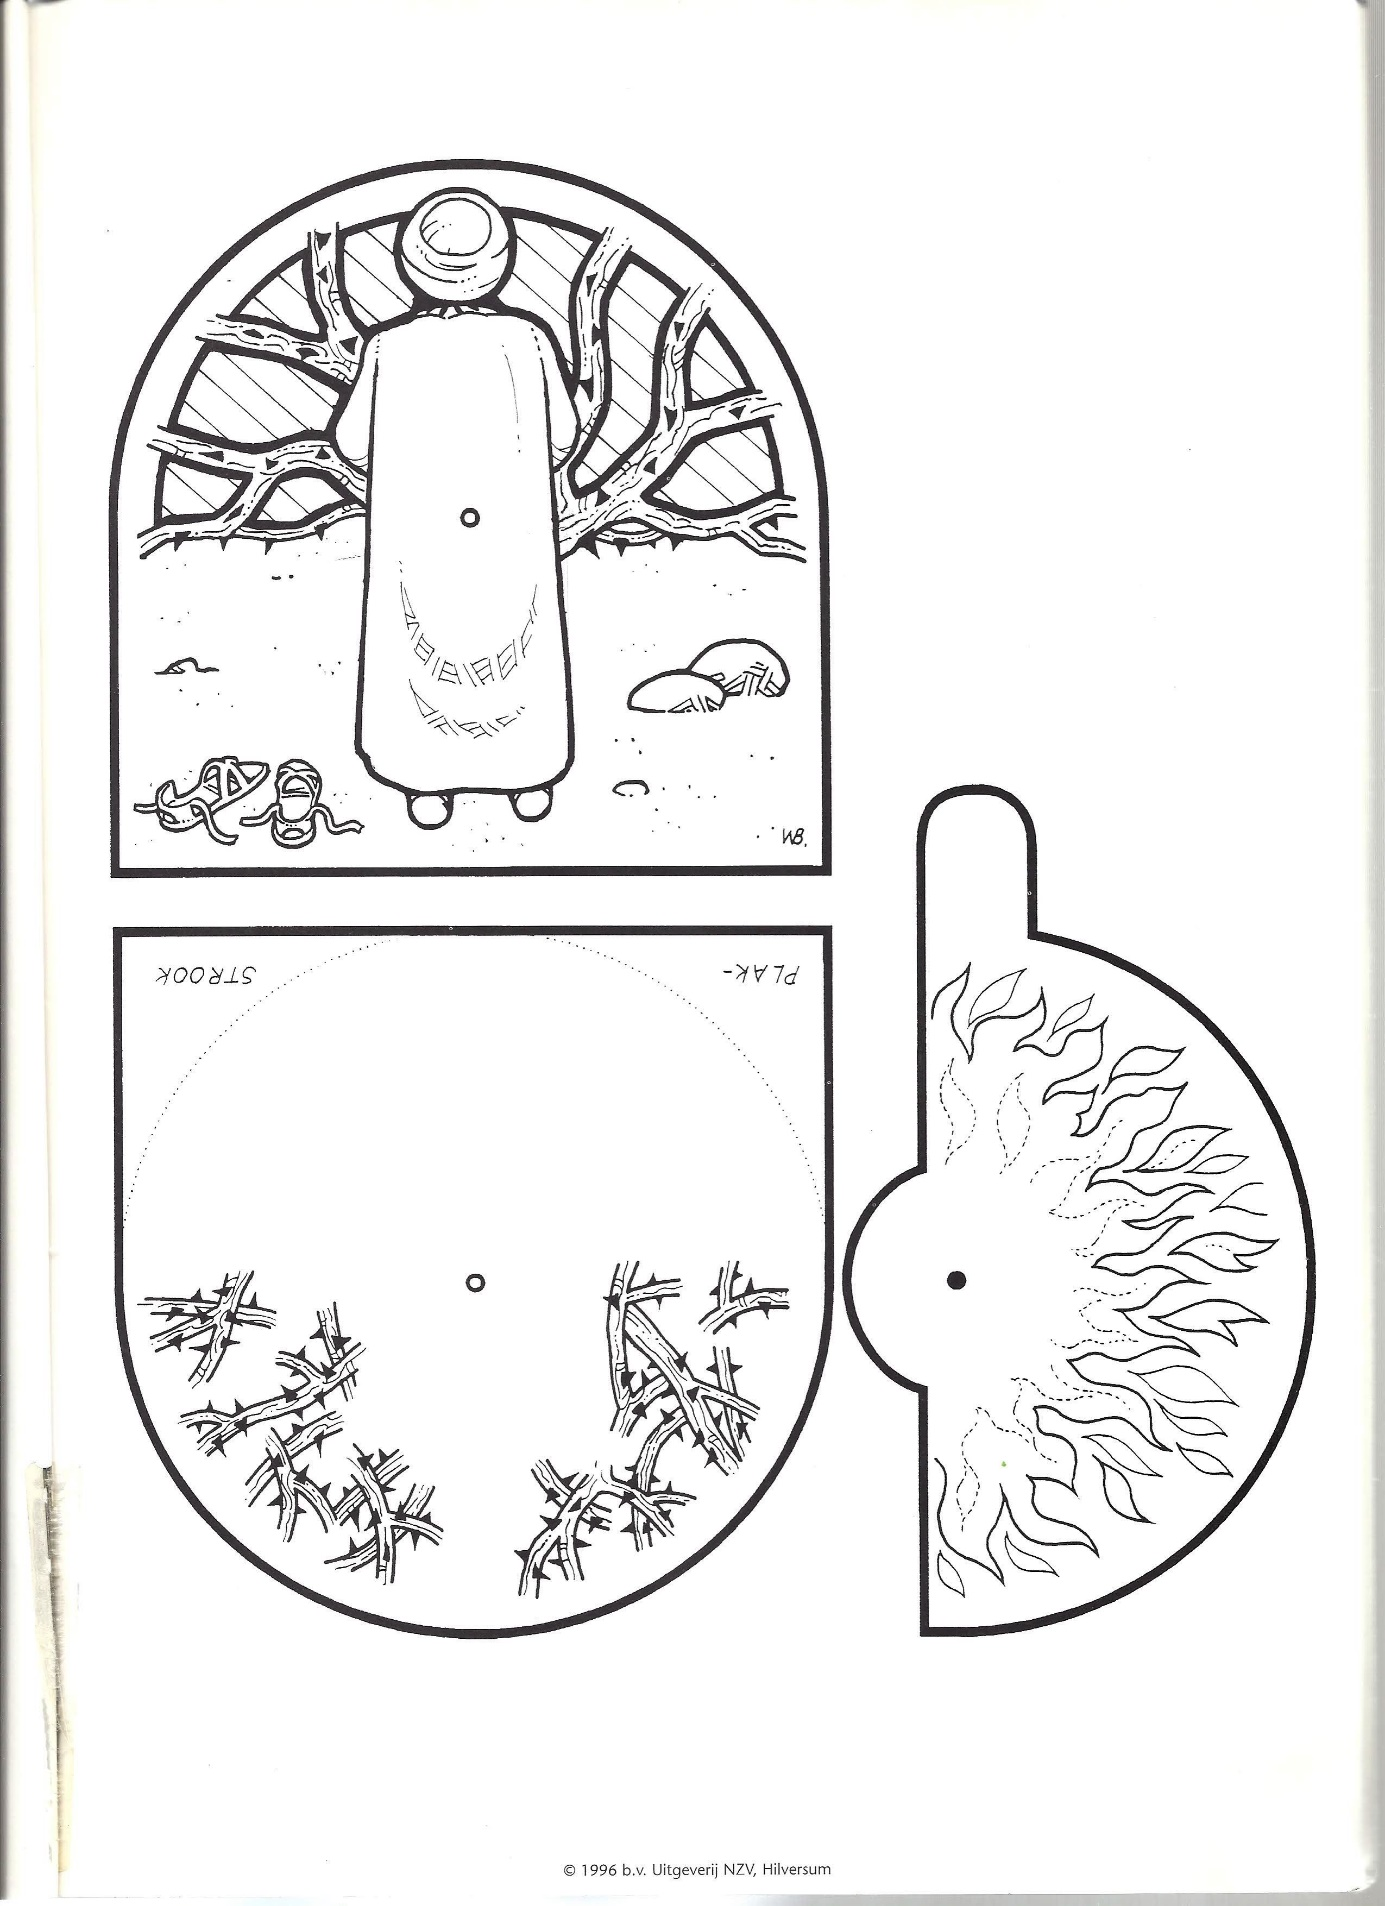 WB.
PLAK-
STROOK
© 1996 b.v. Uitgeverij NZV, Hilversum